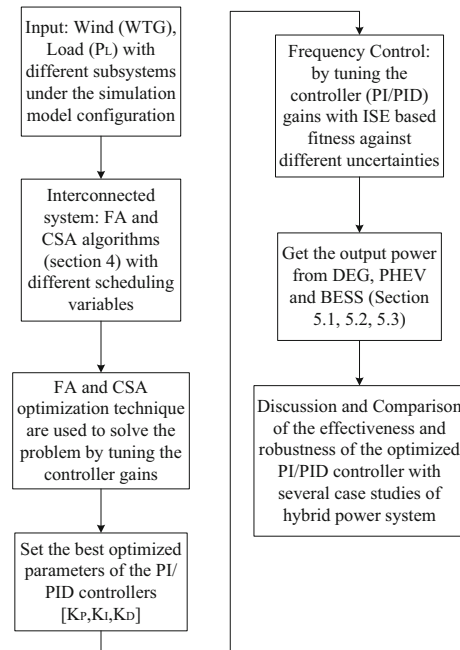 Input: Wind (WTG),
Load (PL) with
different subsystems
under the simulation
model configuration
Interconnected
system: FA and
CSA algorithms
(section 4) with
different scheduling
variables
FA and CSA
optimization technique
are used to solve the
problem by tuning the
controller gains
Set the best optimized
parameters of the PI/
PID controllers
[KP,KI,KD]
Frequency Control:
by tuning the
controller (PI/PID)
gains with ISE based
fitness against
different uncertainties
Get the output power
from DEG, PHEV
and BESS (Section
5.1, 5.2, 5.3)
Discussion and Comparison
of the effectiveness and
robustness of the optimized
PI/PID controller with
several case studies of
hybrid power system